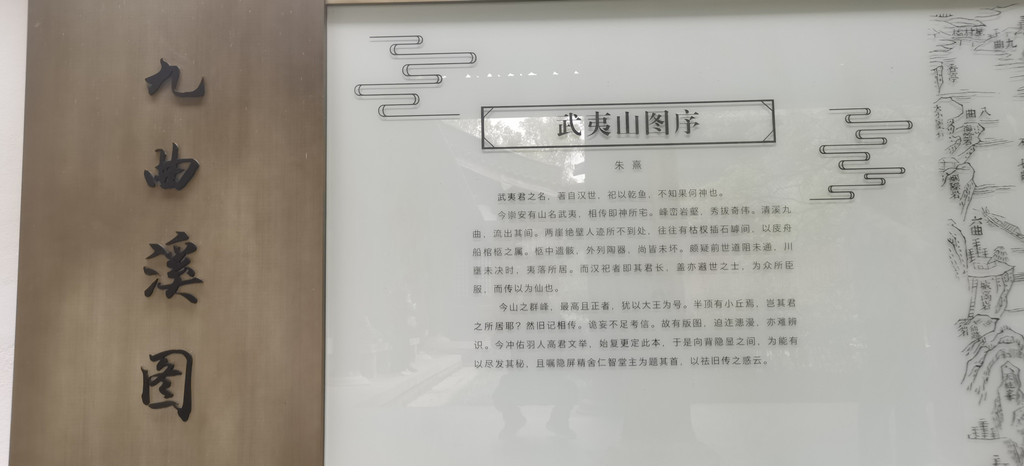 九曲溪图
武夷山图序
朱熹
武夷君之名，著自汉世，祀以乾鱼，不知果何神也。
今崇安有山名武夷，相传即神所宅。峰峦岩壑，秀拔奇伟。清溪九
曲，流出其间。两崖绝壁人迹所不到处，往往有枯杈插石罅间，以庋舟
船棺柩之属。柩中遗骸，外列陶器，尚皆未坏。颇疑前世道阻未通，川
壅未决时，夷落所居。而汉祀者即其君长，盖亦避世之士，为众所臣
服，而传以为仙也。
今山之群峰，最高且正者，犹以大王为号。半顶有小丘焉，岂其君
之所居耶？然旧记相传，诡妄不足考信。故有版图，迫迮漫漫，亦难辨
识。今冲佑羽人高君文举，始复更定此本，于是向背隐显之间，为能有
以尽发其秘，且嘱隐屏精舍仁智堂主为题其首，以祛旧传之惑云。
九曲
八曲
六曲